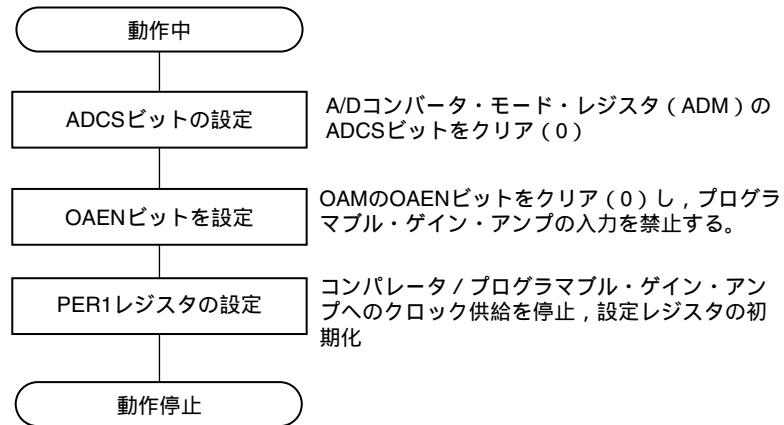 動作中
ADCSビットの設定
A/Dコンバータ・モード・レジスタ（ADM）の
ADCSビットをクリア（0）
OAENビットを設定
OAMのOAENビットをクリア（0）し，プログラ
マブル・ゲイン・アンプの入力を禁止する。
PER1レジスタの設定
コンパレータ／プログラマブル・ゲイン・アン
プへのクロック供給を停止，設定レジスタの初
期化
動作停止